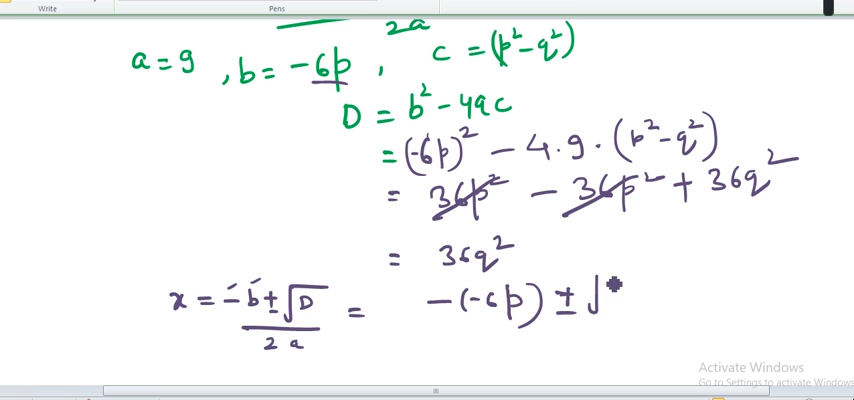 Write Pens
2a
a = 9 , b = -6p , c = (p² - q²)
D = b² - 4ac
= (-6p)² - 4.9.(p² - q²)
= 36p² - 36p² + 36q²
= 36q²
x = -b ± √D = -(-6p) ± √
2 a
Activate Windows
Go to Settings to activate Windows